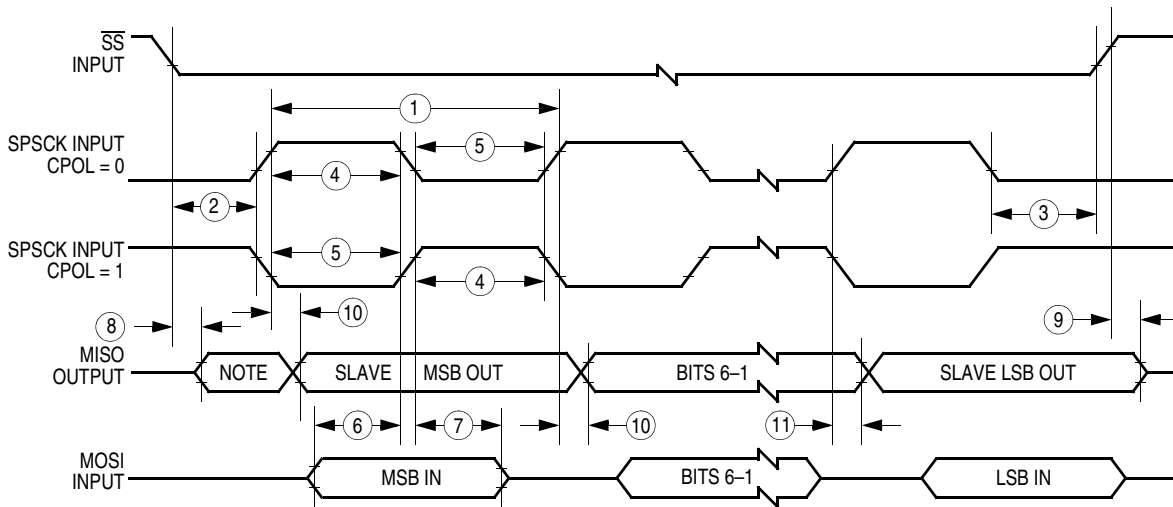 SS
INPUT
1
SPSCK INPUT
CPOL = 0
5
4
2
3
SPSCK INPUT
CPOL = 1
5
4
8
10
9
MISO
OUTPUT
NOTE
SLAVE MSB OUT
BITS 6–1
SLAVE LSB OUT
6
7
10
11
MOSI
INPUT
MSB IN
BITS 6–1
LSB IN